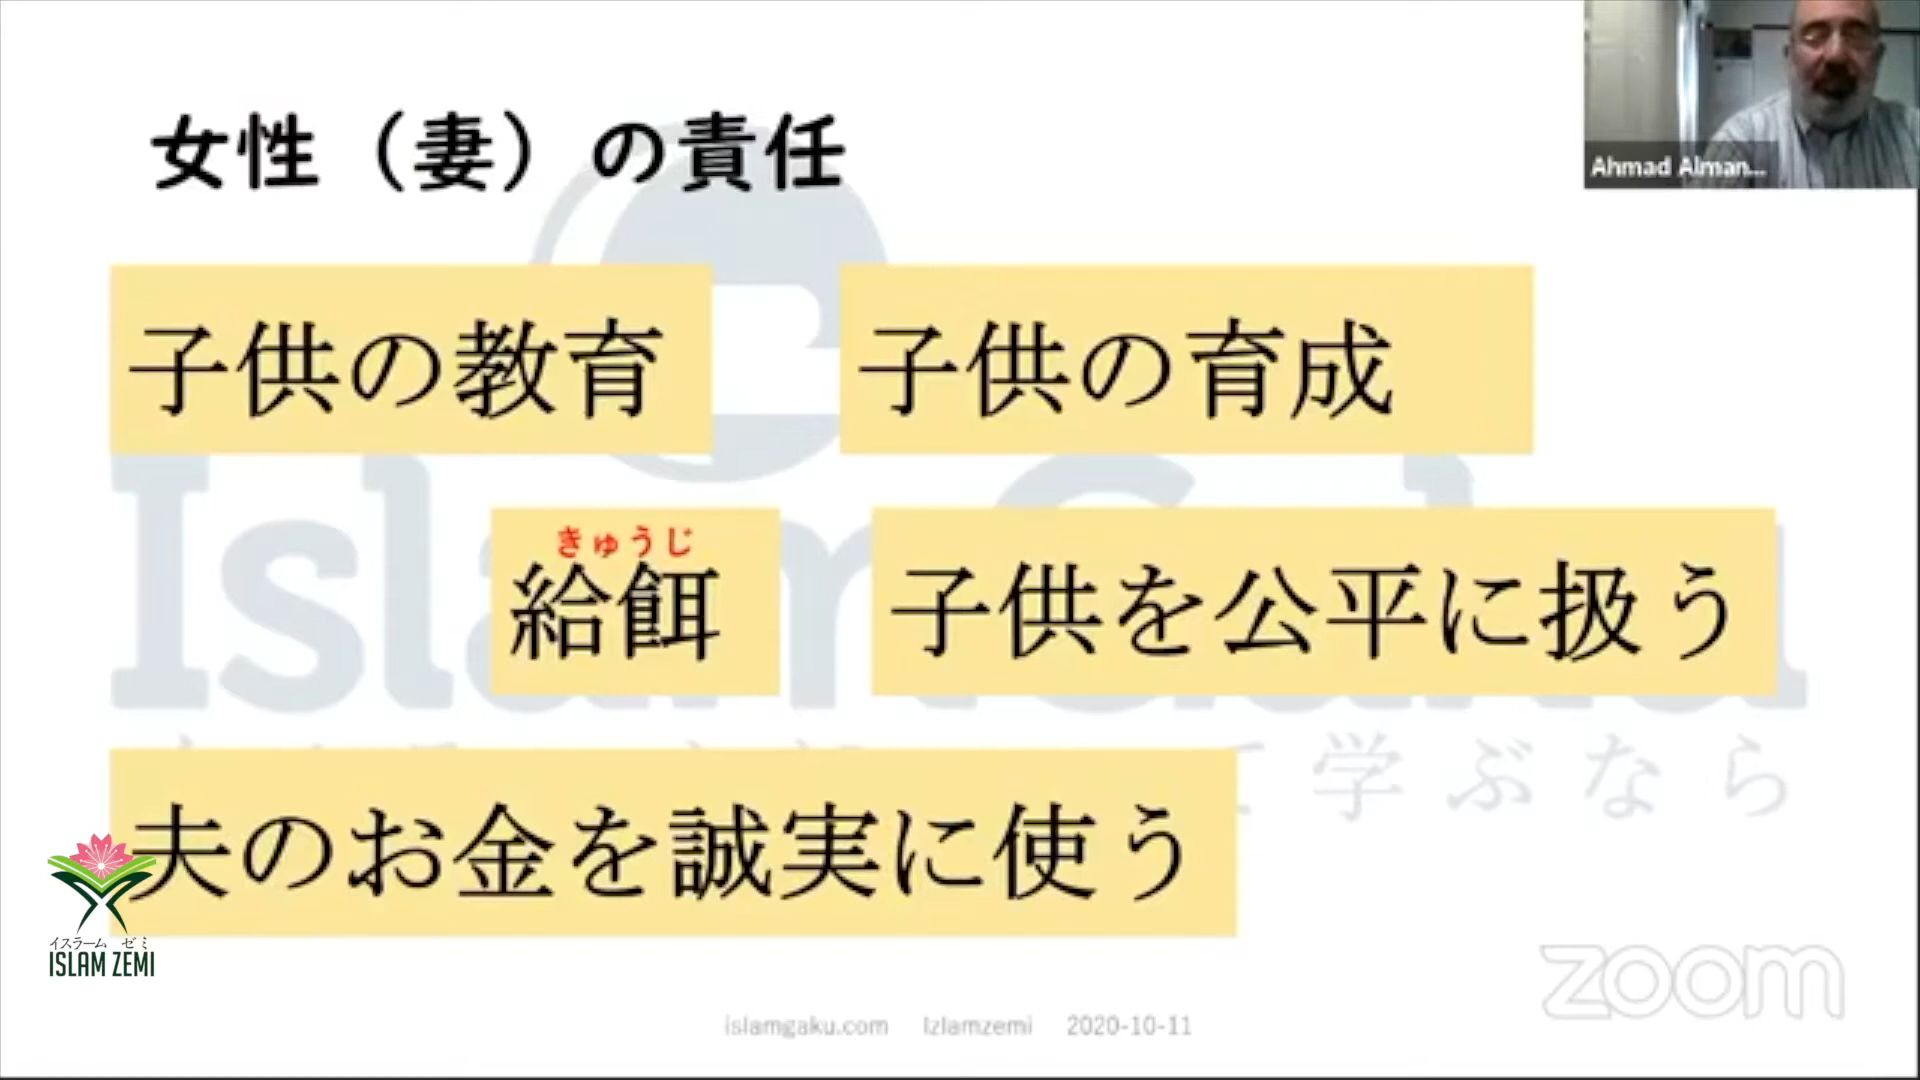 女性（妻）の責任
Ahmad Alman...
子供の教育
子供の育成
きゅうじ
給餌
子供を公平に扱う
夫のお金を誠実に使う
に学ぶなら
イスラーム ゼミ
ISLAM ZEMI
zoom
islamgaku.com Izlamzemi 2020-10-11